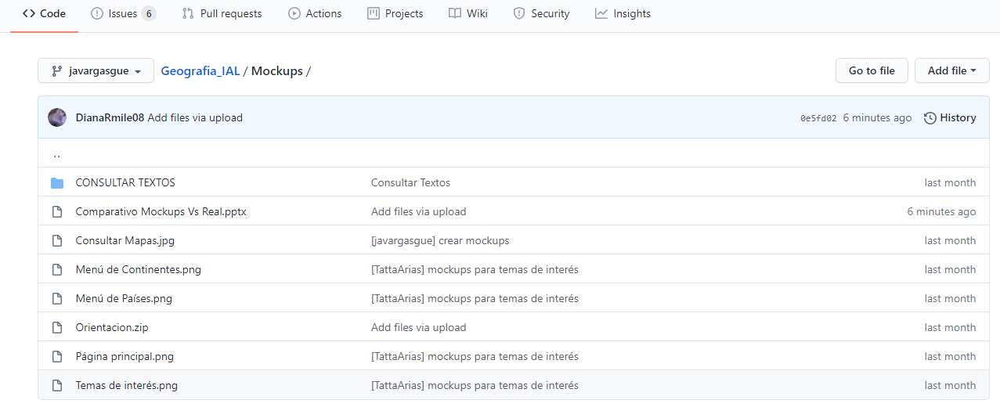 Code Issues 6 Pull requests Actions Projects Wiki Security Insights
javargasgue Geografia_IAL / Mockups / Go to file Add file
DianaRmile08 Add files via upload 0e5fd02 6 minutes ago History
..
CONSULTAR TEXTOS Consultar Textos last month
Comparativo Mockups Vs Real.pptx Add files via upload 6 minutes ago
Consultar Mapas.jpg [javargasgue] crear mockups last month
Menú de Continentes.png [TattaArias] mockups para temas de interés last month
Menú de Países.png [TattaArias] mockups para temas de interés last month
Orientacion.zip Add files via upload last month
Página principal.png [TattaArias] mockups para temas de interés last month
Temas de interés.png [TattaArias] mockups para temas de interés last month